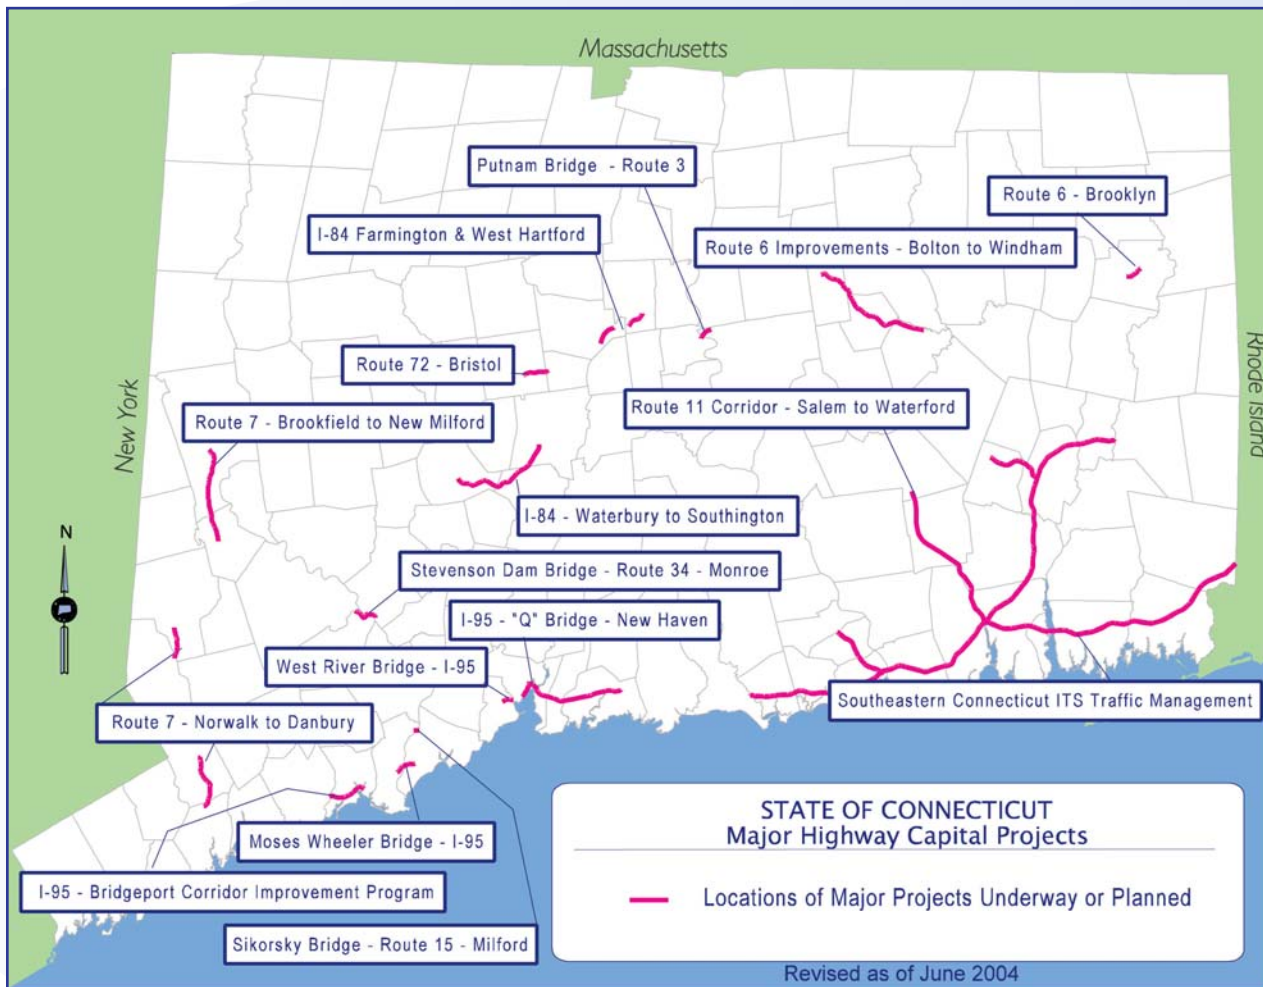 Massachusetts
Putnam Bridge - Route 3
Route 6 - Brooklyn
I-84 Farmington & West Hartford
Route 6 Improvements - Bolton to Windham
Route 72 - Bristol
New York
Rhode Island
Route 11 Corridor - Salem to Waterford
Route 7 - Brookfield to New Milford
I-84 - Waterbury to Southington
N
Stevenson Dam Bridge - Route 34 - Monroe
I-95 - "Q" Bridge - New Haven
West River Bridge - I-95
Southeastern Connecticut ITS Traffic Management
Route 7 - Norwalk to Danbury
Moses Wheeler Bridge - I-95
I-95 - Bridgeport Corridor Improvement Program
Sikorsky Bridge - Route 15 - Milford
STATE OF CONNECTICUT
Major Highway Capital Projects
Locations of Major Projects Underway or Planned
Revised as of June 2004